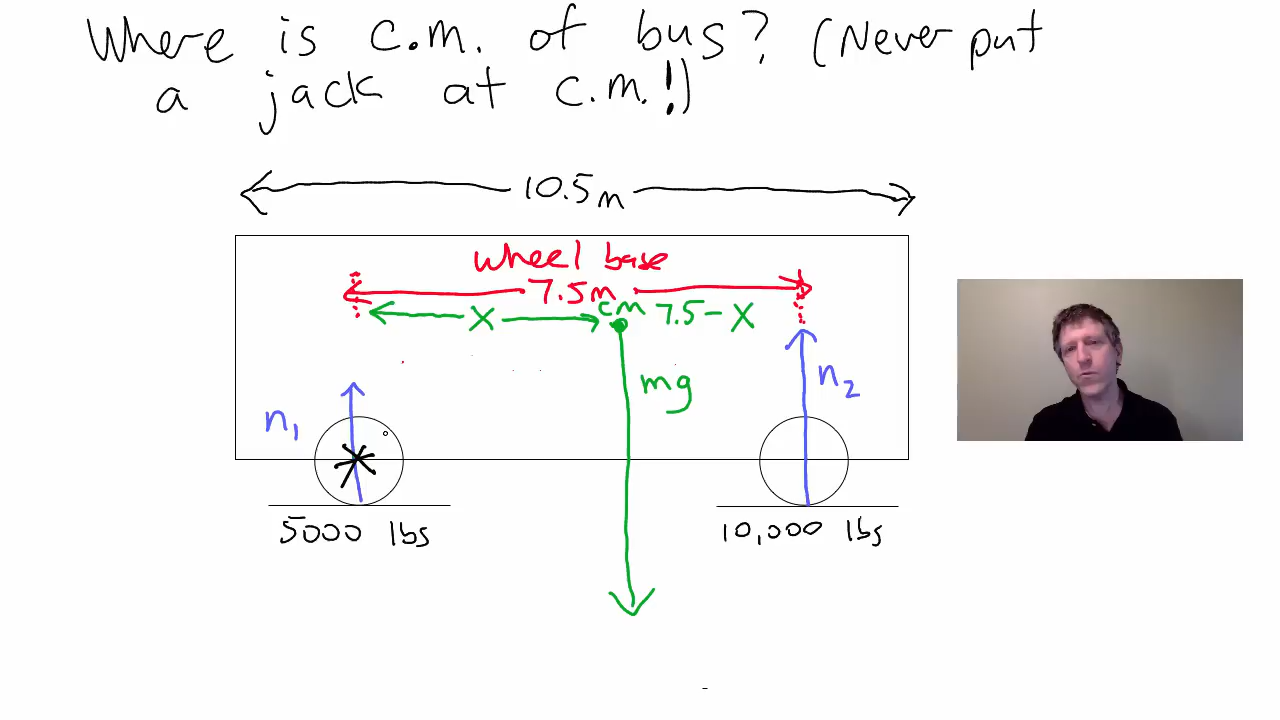 Where is c.m. of bus? (Never put
a jack at c.m.!)
10.5m
wheel base
7.5m
cm
X
7.5-X
mg
n1
n2
5000 lbs
10,000 lbs